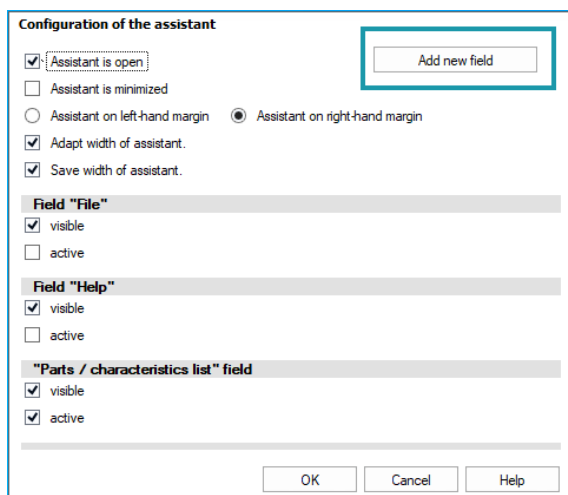 Configuration of the assistant
Assistant is open
Add new field
Assistant is minimized
Assistant on left-hand margin Assistant on right-hand margin
Adapt width of assistant.
Save width of assistant.
Field "File"
visible
active
Field "Help"
visible
active
"Parts / characteristics list" field
visible
active
OK Cancel Help